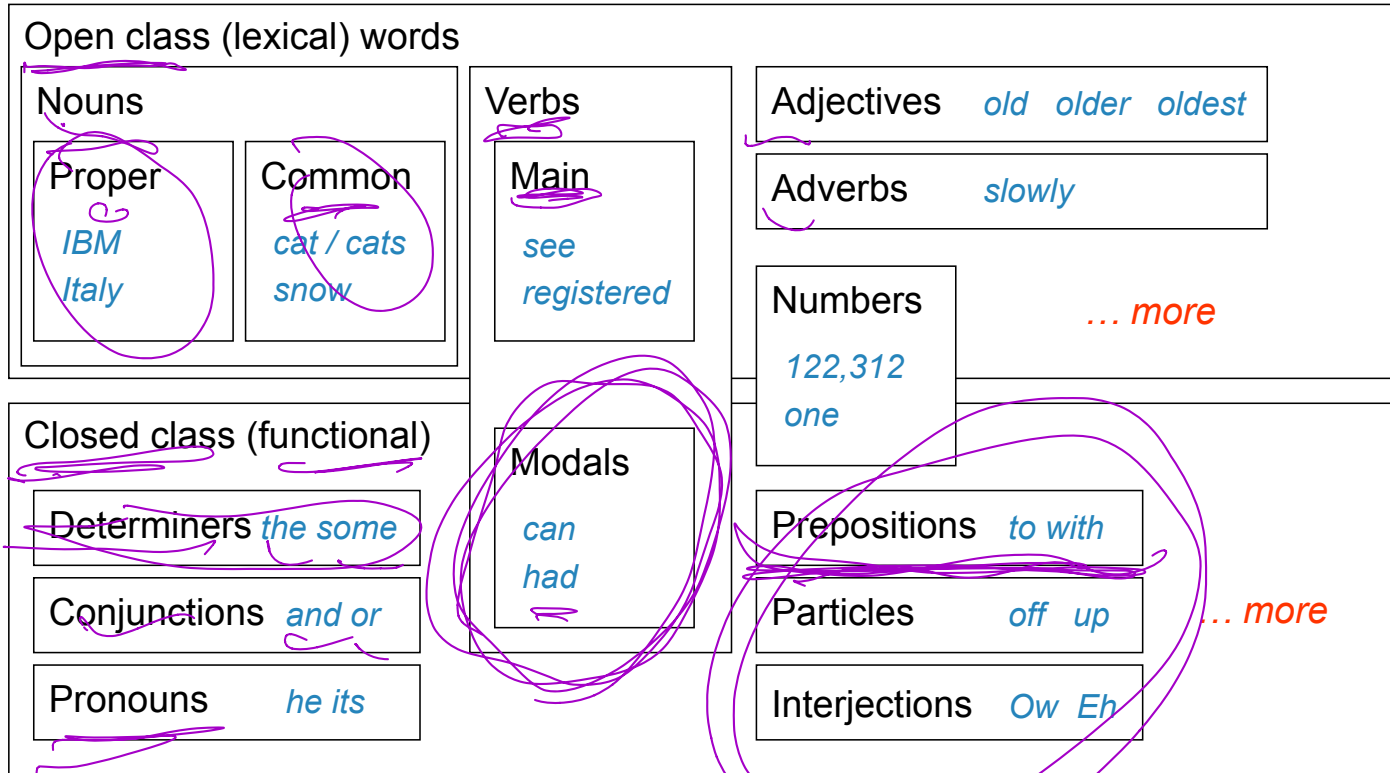 Open class (lexical) words
Nouns
Proper
IBM
Italy
Common
cat / cats
snow
Verbs
Main
see
registered
Adjectives old older oldest
Adverbs slowly
Numbers
122,312
one
… more
Closed class (functional)
Determiners the some
Conjunctions and or
Pronouns he its
Modals
can
had
Prepositions to with
Particles off up
Interjections Ow Eh
… more